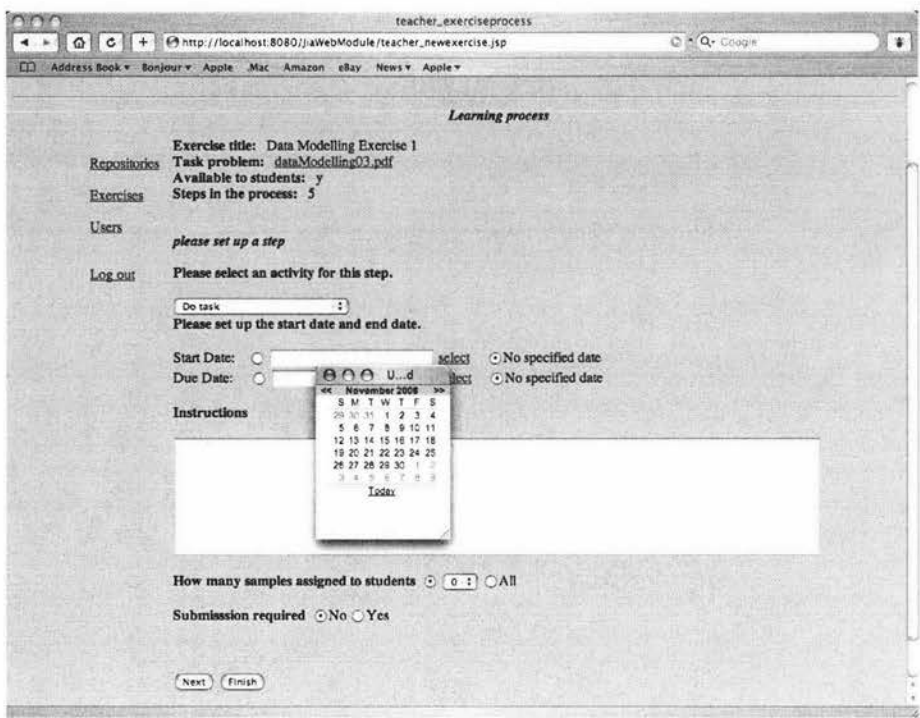 teacher_exerciseprocess
http://localhost:8080/JiaWebModule/teacher_newexercise.jsp
Q- Google
Address Book Bonjour Apple .Mac Amazon eBay News Apple
Learning process
Exercise title: Data Modelling Exercise 1
Repositories Task problem: dataModelling03.pdf
Available to students: y
Exercises Steps in the process: 5
Users
please set up a step
Log out Please select an activity for this step.
Do task
Please set up the start date and end date.
Start Date: select No specified date
Due Date: No specified date
U...d
<< November 2006 >>
S M T W T F S
29 30 31 1 2 3 4
5 6 7 8 9 10 11
12 13 14 15 16 17 18
19 20 21 22 23 24 25
26 27 28 29 30 1 2
3 4 5 6 7 8 9
Today
Instructions
How many samples assigned to students 0 All
Submisssion required No Yes
Next Finish